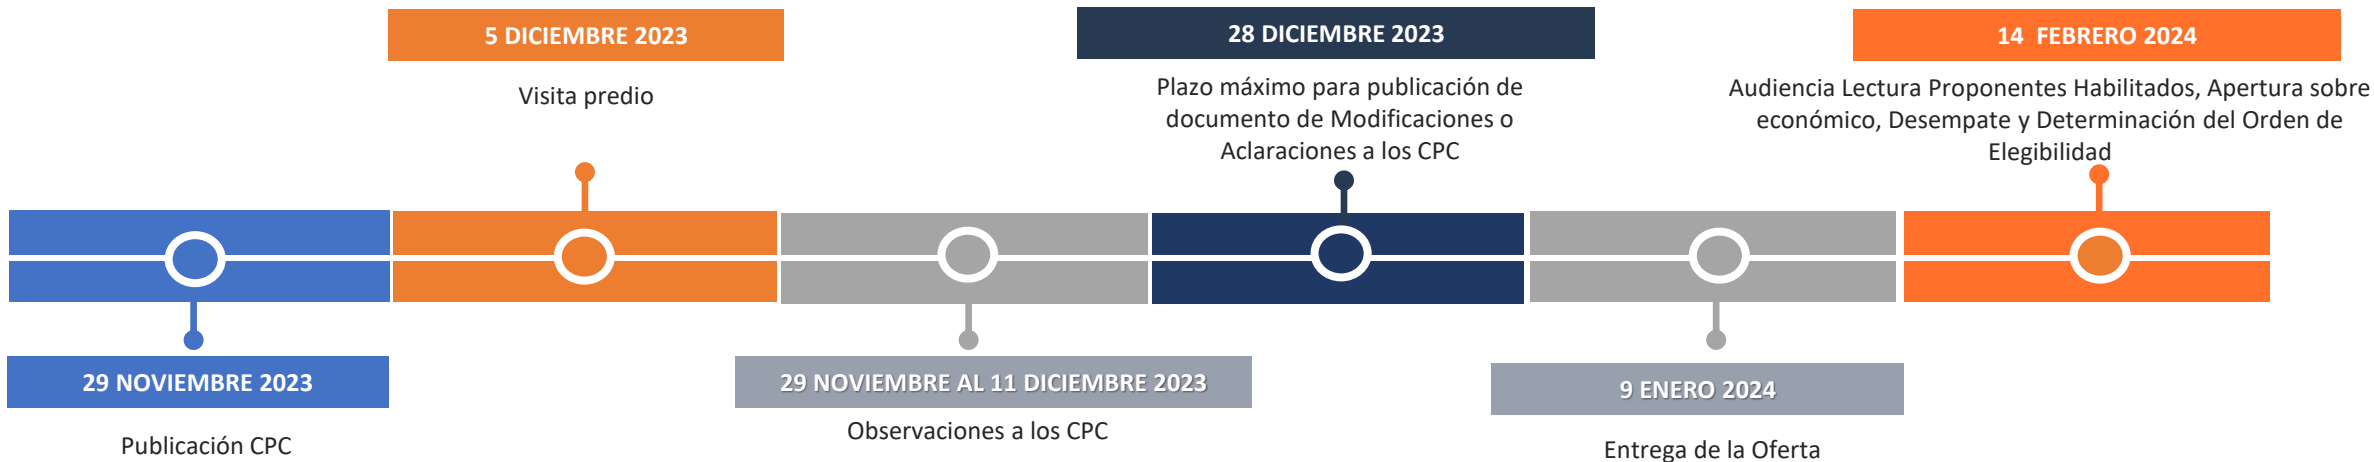 5 DICIEMBRE 2023
Visita predio
28 DICIEMBRE 2023
Plazo máximo para publicación de
documento de Modificaciones o
Aclaraciones a los CPC
14 FEBRERO 2024
Audiencia Lectura Proponentes Habilitados, Apertura sobre
económico, Desempate y Determinación del Orden de
Elegibilidad
29 NOVIEMBRE 2023
Publicación CPC
29 NOVIEMBRE AL 11 DICIEMBRE 2023
Observaciones a los CPC
9 ENERO 2024
Entrega de la Oferta